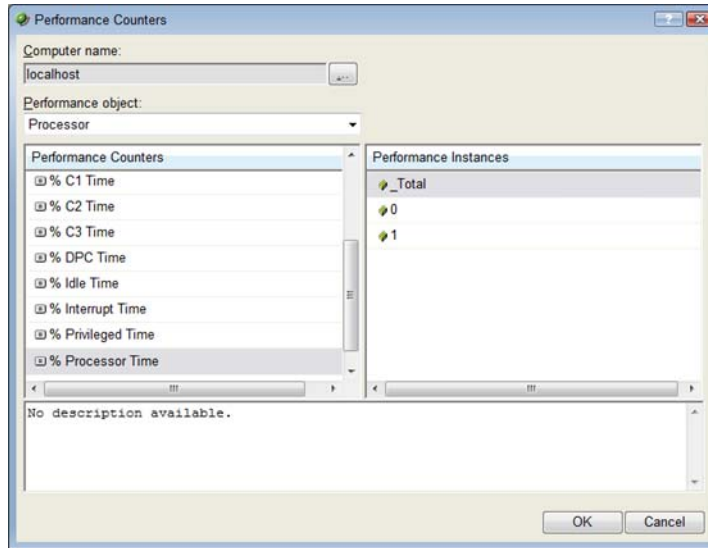 Performance Counters
Computer name:
localhost
...
Performance object:
Processor
Performance Counters
% C1 Time
% C2 Time
% C3 Time
% DPC Time
% Idle Time
% Interrupt Time
% Privileged Time
% Processor Time
Performance Instances
_Total
0
1
No description available.
OK
Cancel